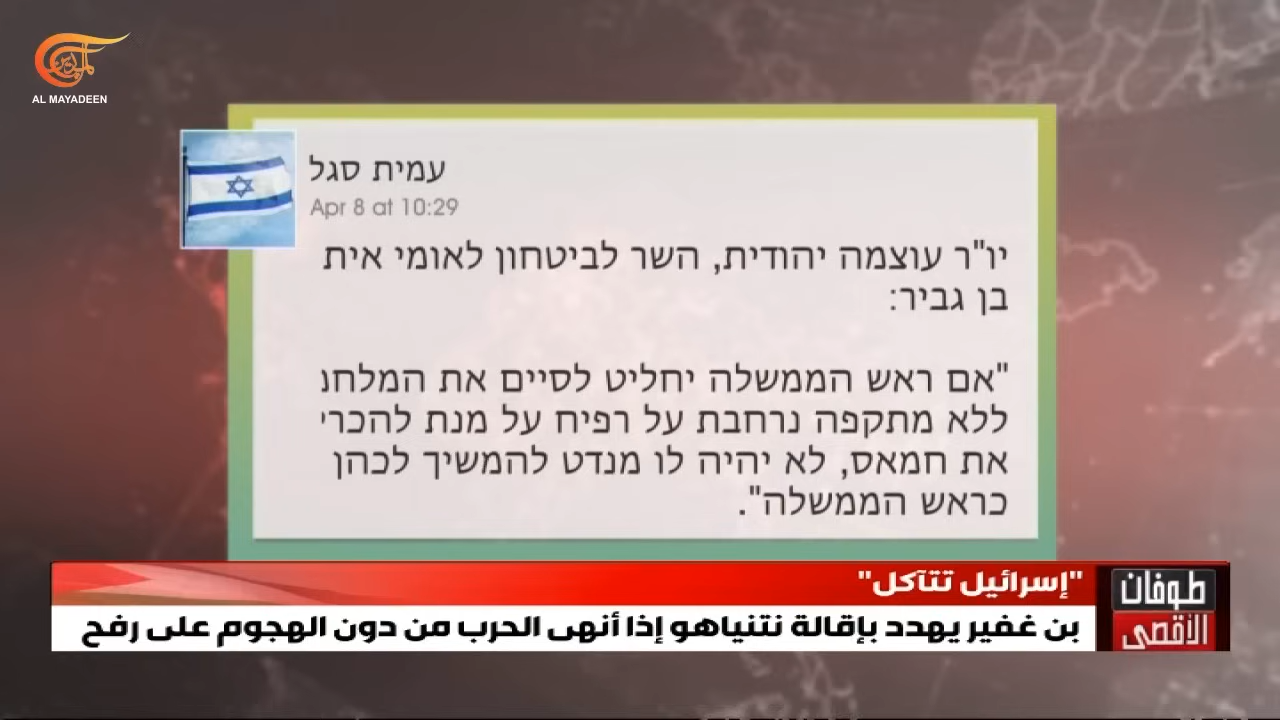 AL MAYADEEN
עמית סגל
Apr 8 at 10:29
יו"ר עוצמה יהודית, השר לביטחון לאומי אית
בן גביר:
"אם ראש הממשלה יחליט לסיים את המלחנ
ללא מתקפה נרחבת על רפיח על מנת להכרי
את חמאס, לא יהיה לו מנדט להמשיך לכהן
כראש הממשלה".
"إسرائيل تتآكل"
بن غفير يهدد بإقالة نتنياهو إذا أنهى الحرب من دون الهجوم على رفح
طوفان
الأقصى